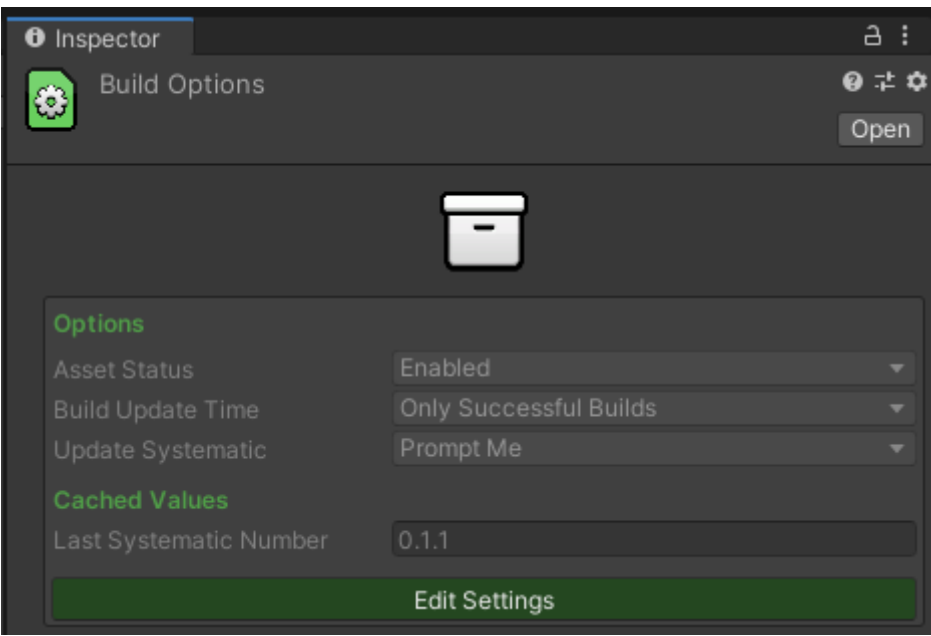 Inspector
Build Options
Open
Options
Asset Status Enabled
Build Update Time Only Successful Builds
Update Systematic Prompt Me
Cached Values
Last Systematic Number 0.1.1
Edit Settings